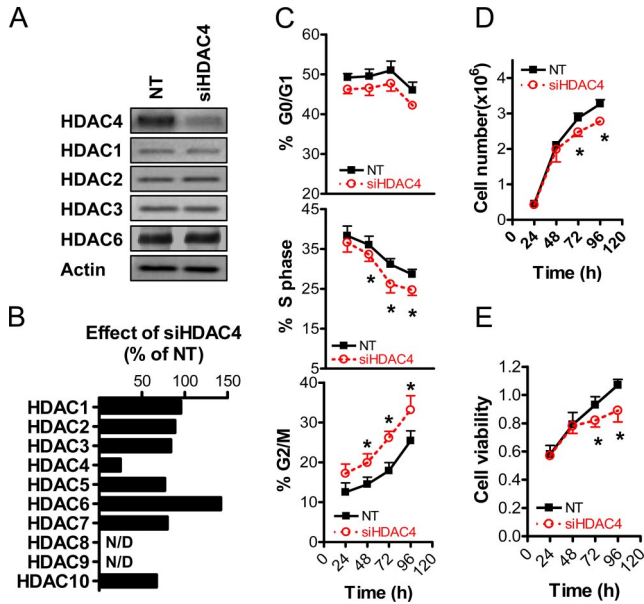 A
NT
siHDAC4
HDAC4
HDAC1
HDAC2
HDAC3
HDAC6
Actin
B
Effect of siHDAC4
(% of NT)
50 100 150
HDAC1
HDAC2
HDAC3
HDAC4
HDAC5
HDAC6
HDAC7
HDAC8 N/D
HDAC9 N/D
HDAC10
C
% G0/G1
60
50
40
30
20
NT
siHDAC4
% S phase
45
35
25
15
5
* * *
NT
siHDAC4
% G2/M
40
30
20
10
0
* * *
NT
siHDAC4
0 24 48 72 96 120
Time (h)
D
Cell number(x10⁶)
4
3
2
1
0
NT
siHDAC4
* *
0 24 48 72 96 120
Time (h)
E
Cell viability
1.2
1.0
0.8
0.6
0.4
0.2
0.0
* *
NT
siHDAC4
0 24 48 72 96 120
Time (h)